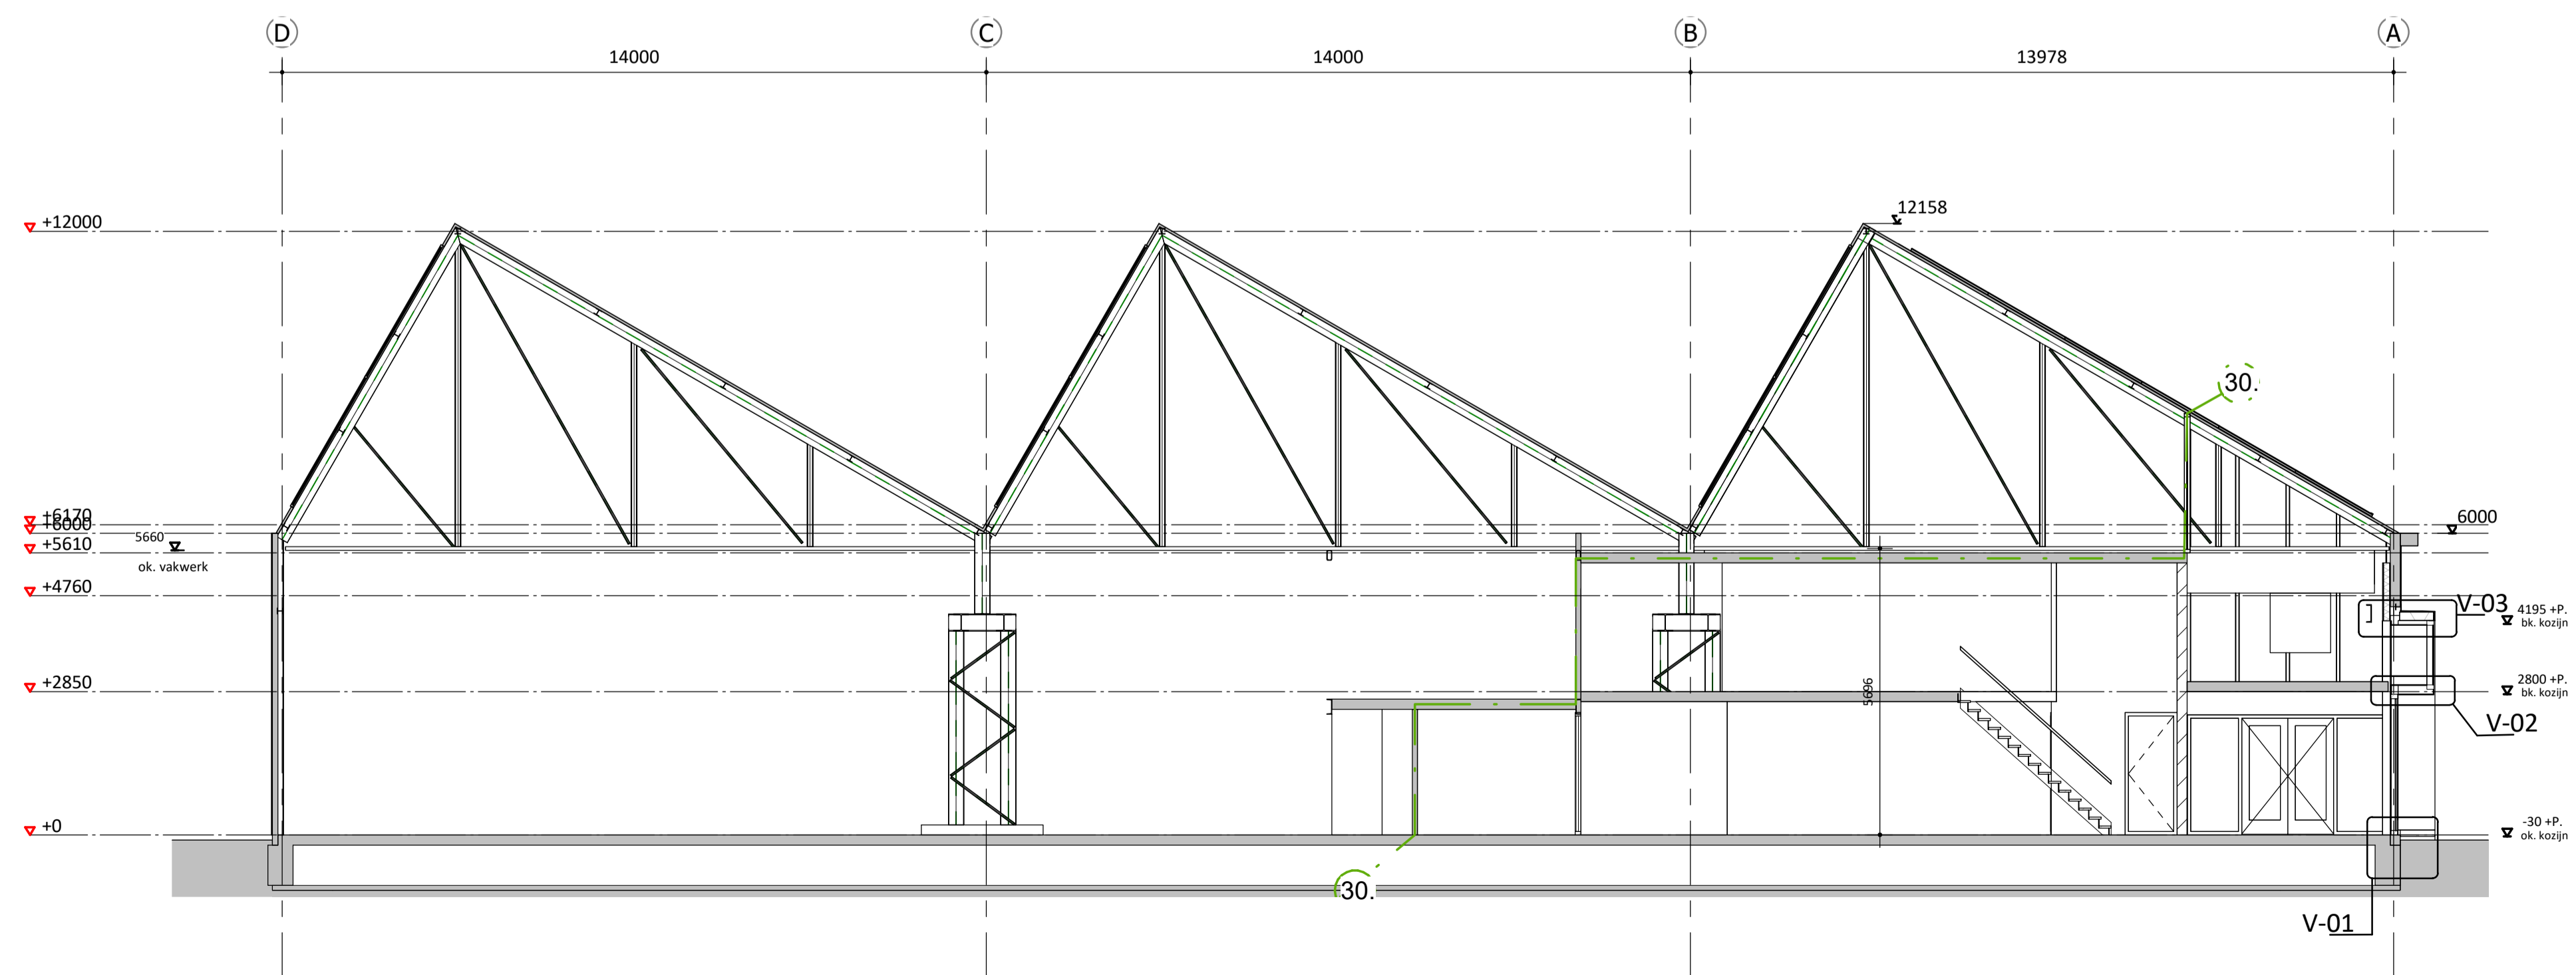 D
C
B
A
14000
14000
13978
+12000
12158
30.
+6170
+6000
6000
+5610
5660
ok. vakwerk
+4760
V-03
4195 +P.
bk. kozijn
+2850
5696
2800 +P.
bk. kozijn
V-02
+0
-30 +P.
ok. kozijn
30.
V-01